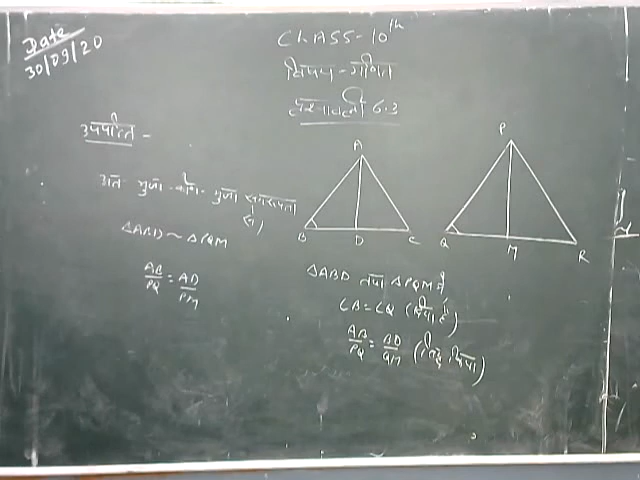 Date
30/09/20
CLASS-10th
विषय-गणित
प्रश्नावली 6.3
उपपत्ति -
अतः भुजा-कोण-भुजा समरूपता से,
△ABD ~ △PQM
AB/PQ = AD/PM
A
B D C
P
Q M R
△ABD तथा △PQM में
∠B=∠Q (दिया है)
AB/PQ = BD/QM (सिद्ध किया)